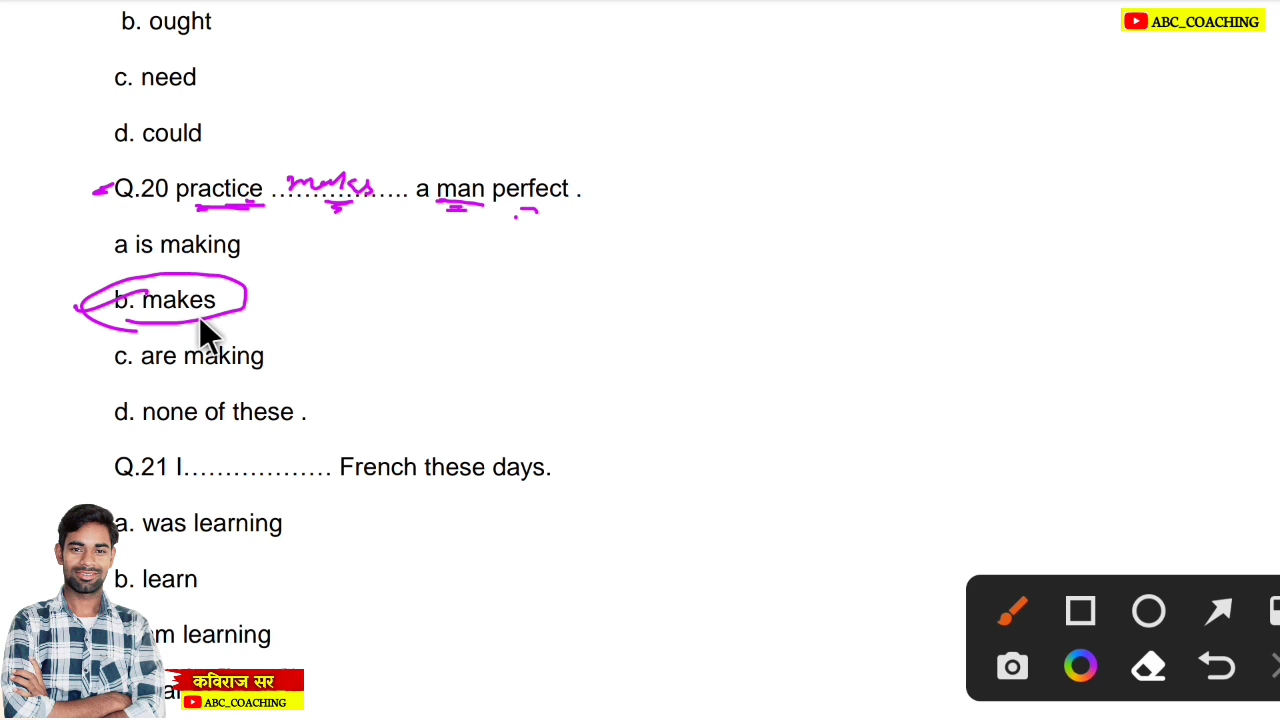 b. ought
ABC_COACHING
c. need
d. could
makes
Q.20 practice ……………….. a man perfect .
a is making
b. makes
c. are making
d. none of these .
Q.21 I……………… French these days.
a. was learning
b. learn
am learning
कविराज सर
ABC_COACHING